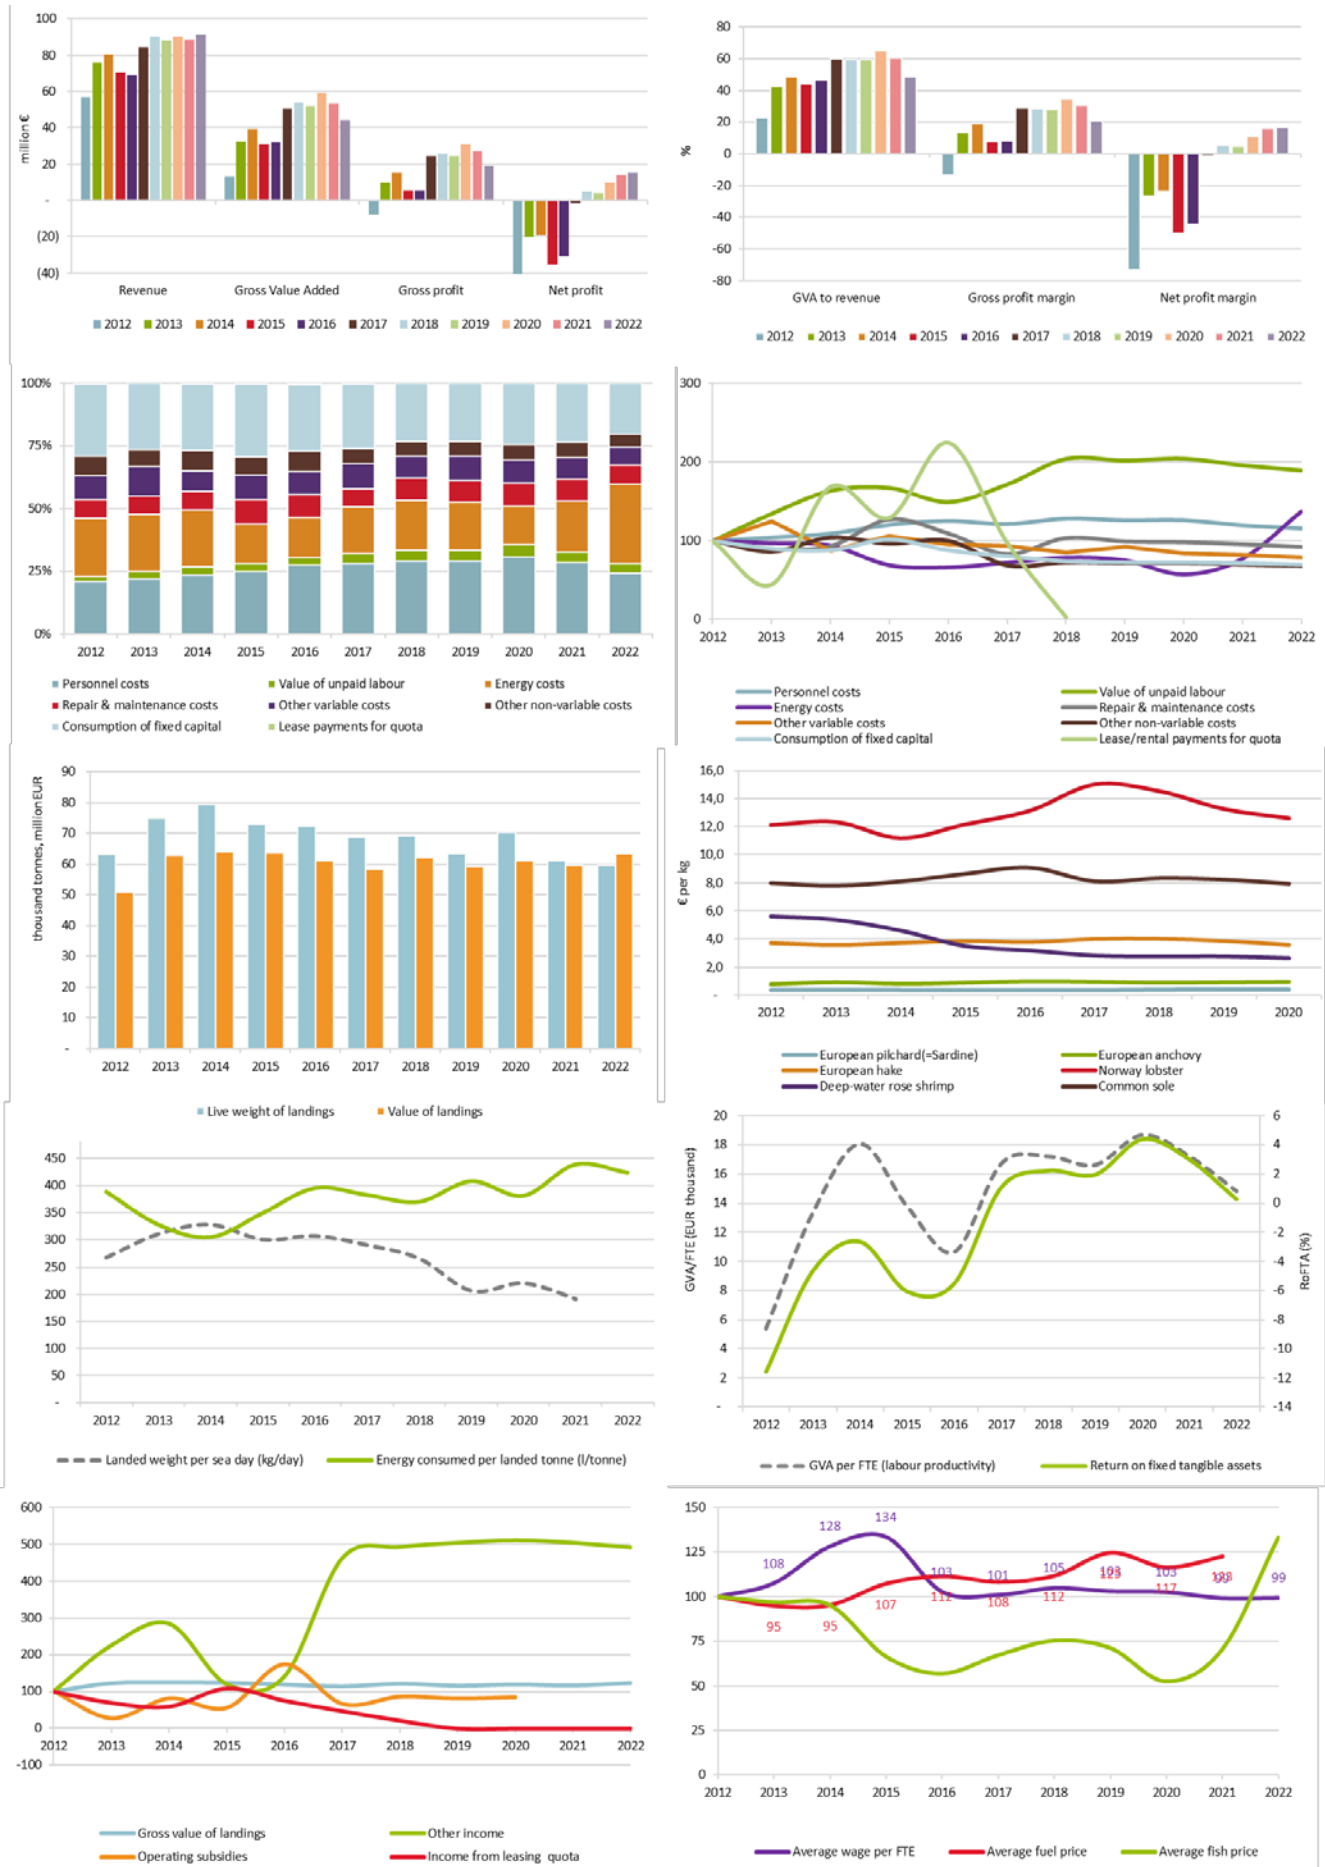 100
80
60
40
20
-
(20)
(40)
million €
Revenue Gross Value Added Gross profit Net profit
2012 2013 2014 2015 2016 2017 2018 2019 2020 2021 2022
80
60
40
20
0
-20
-40
-60
-80
%
GVA to revenue Gross profit margin Net profit margin
2012 2013 2014 2015 2016 2017 2018 2019 2020 2021 2022
100%
75%
50%
25%
0%
2012 2013 2014 2015 2016 2017 2018 2019 2020 2021 2022
Personnel costs Value of unpaid labour Energy costs
Repair & maintenance costs Other variable costs Other non-variable costs
Consumption of fixed capital Lease payments for quota
300
200
100
0
2012 2013 2014 2015 2016 2017 2018 2019 2020 2021 2022
Personnel costs Value of unpaid labour
Energy costs Repair & maintenance costs
Other variable costs Other non-variable costs
Consumption of fixed capital Lease/rental payments for quota
90
80
70
60
50
40
30
20
10
-
thousand tonnes, million EUR
2012 2013 2014 2015 2016 2017 2018 2019 2020 2021 2022
Live weight of landings Value of landings
16,0
14,0
12,0
10,0
8,0
6,0
4,0
2,0
-
€ per kg
2012 2013 2014 2015 2016 2017 2018 2019 2020
European pilchard(=Sardine) European anchovy
European hake Norway lobster
Deep-water rose shrimp Common sole
450
400
350
300
250
200
150
100
50
-
2012 2013 2014 2015 2016 2017 2018 2019 2020 2021 2022
Landed weight per sea day (kg/day) Energy consumed per landed tonne (l/tonne)
20
18
16
14
12
10
8
6
4
2
-
GVA/FTE (EUR thousand)
6
4
2
0
-2
-4
-6
-8
-10
-12
-14
RoFTA (%)
2012 2013 2014 2015 2016 2017 2018 2019 2020 2021 2022
GVA per FTE (labour productivity) Return on fixed tangible assets
600
500
400
300
200
100
0
-100
2012 2013 2014 2015 2016 2017 2018 2019 2020 2021 2022
Gross value of landings Other income
Operating subsidies Income from leasing quota
150
125
100
75
50
25
0
108 128 134 103 101 105 103 103 99 99
95 95 107 112 108 112 125 117 123
2012 2013 2014 2015 2016 2017 2018 2019 2020 2021 2022
Average wage per FTE Average fuel price Average fish price